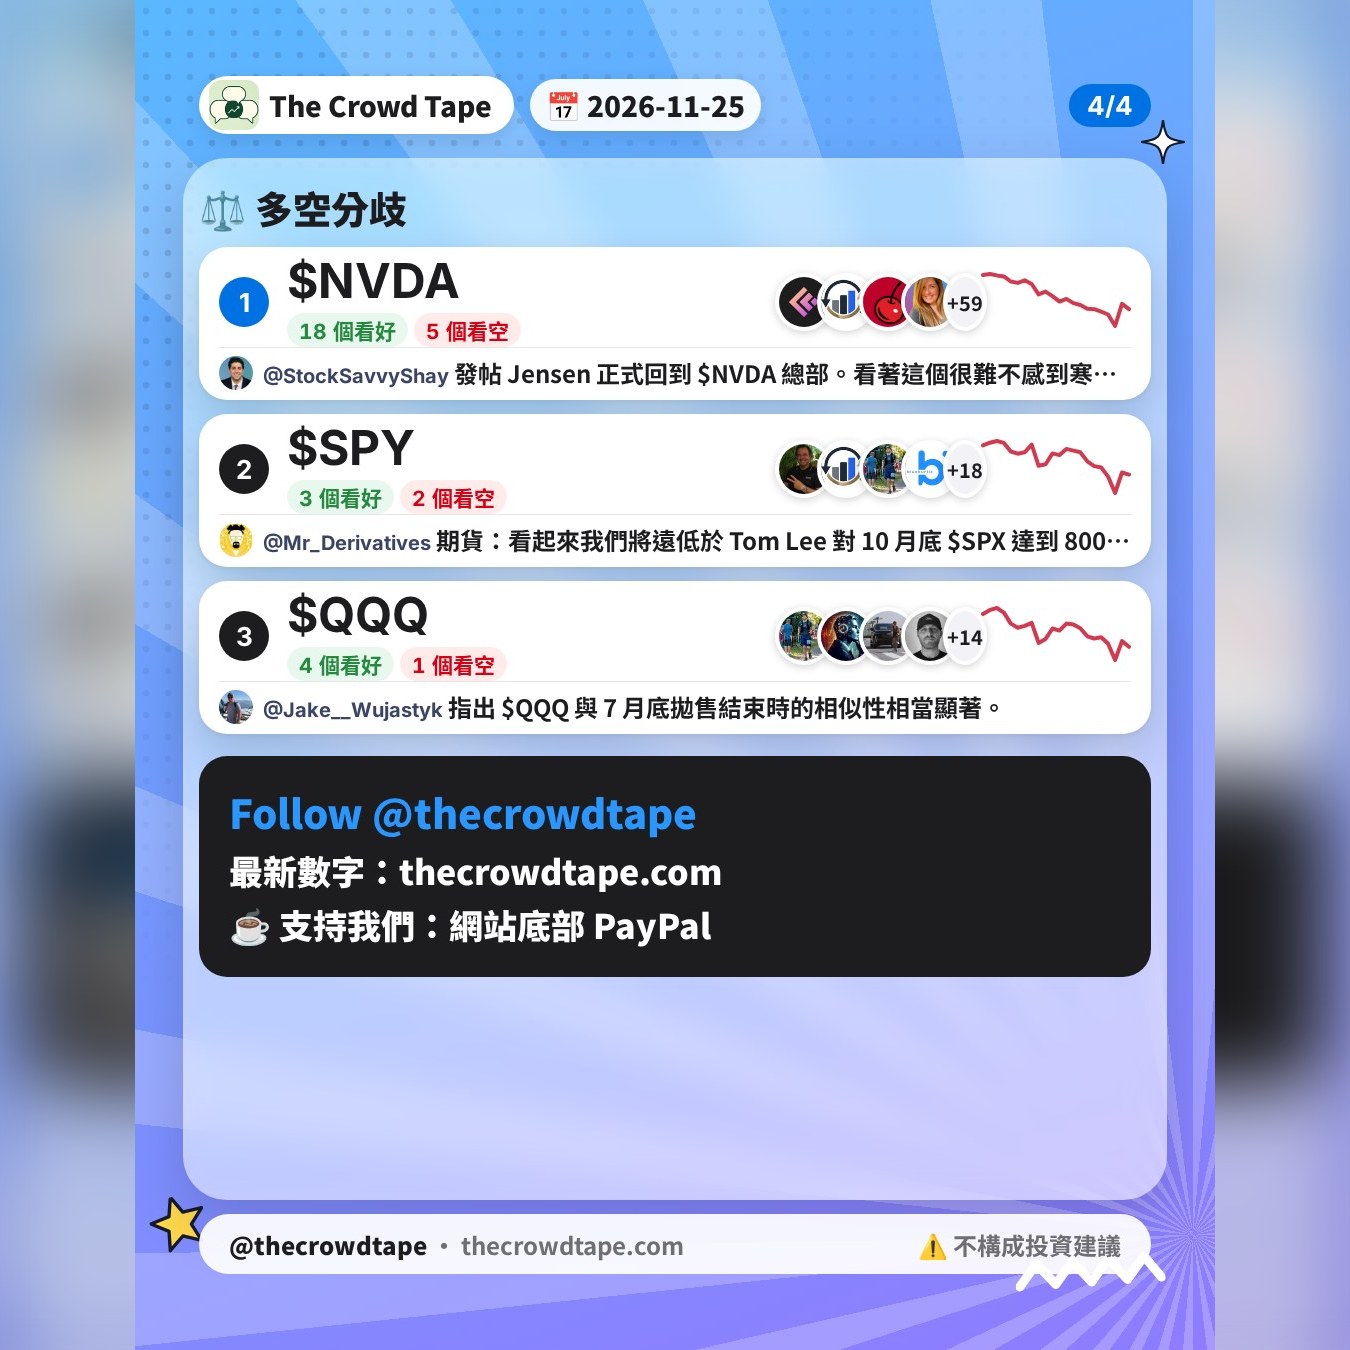 The Crowd Tape
July 17 2026-11-25
4/4
⚖️ 多空分歧
1
$NVDA
18 個看好 5 個看空
+59
@StockSavvyShay 發帖 Jensen 正式回到 $NVDA 總部。看著這個很難不感到寒…
2
$SPY
3 個看好 2 個看空
+18
@Mr_Derivatives 期貨：看起來我們將遠低於 Tom Lee 對 10 月底 $SPX 達到 800…
3
$QQQ
4 個看好 1 個看空
+14
@Jake__Wujastyk 指出 $QQQ 與 7 月底拋售結束時的相似性相當顯著。
Follow @thecrowdtape
最新數字：thecrowdtape.com
☕ 支持我們：網站底部 PayPal
@thecrowdtape • thecrowdtape.com
⚠️ 不構成投資建議